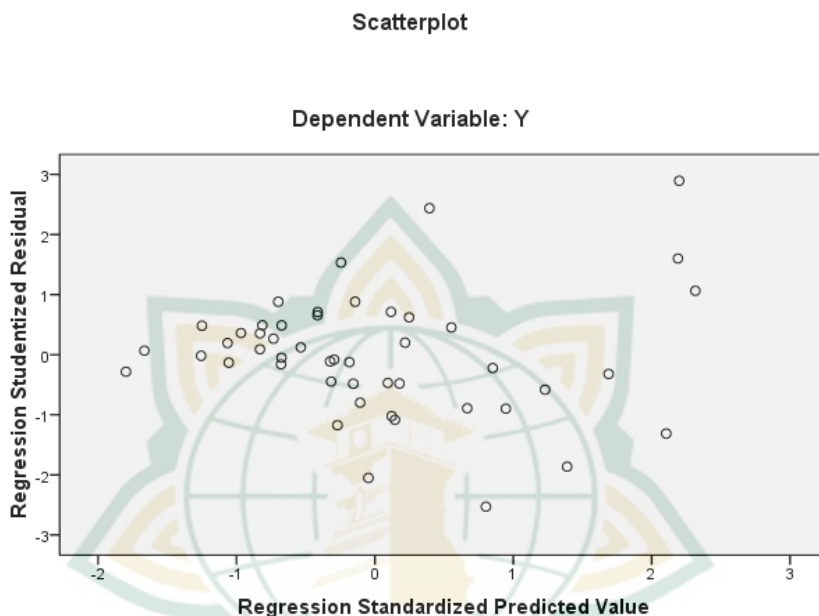 Scatterplot
Dependent Variable: Y
Regression Studentized Residual
3
2
1
0
-1
-2
-3
-2 -1 0 1 2 3
Regression Standardized Predicted Value